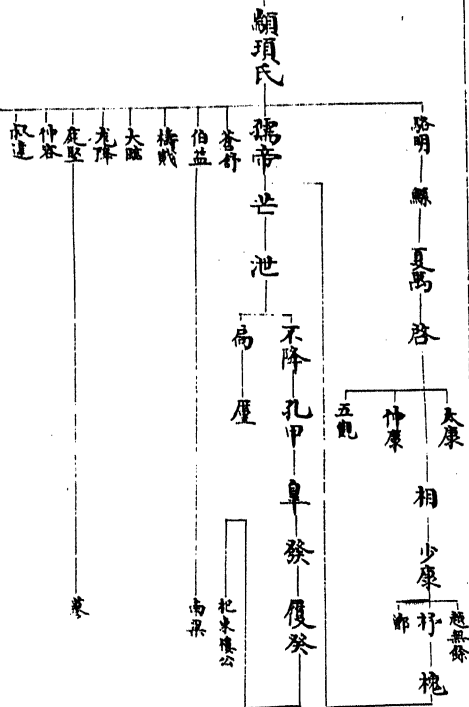 顓頊氏
駱明
鯀
夏禹
啓
太康
仲康
五觀
相
少康
越無餘
杼
鄫
槐
孺帝
芒
泄
不降
孔甲
皋
發
履癸
扃
廑
杞東樓公
蒼舒
伯益
南梁
檮戭
大臨
尨降
庭堅
蓼
仲容
叔達